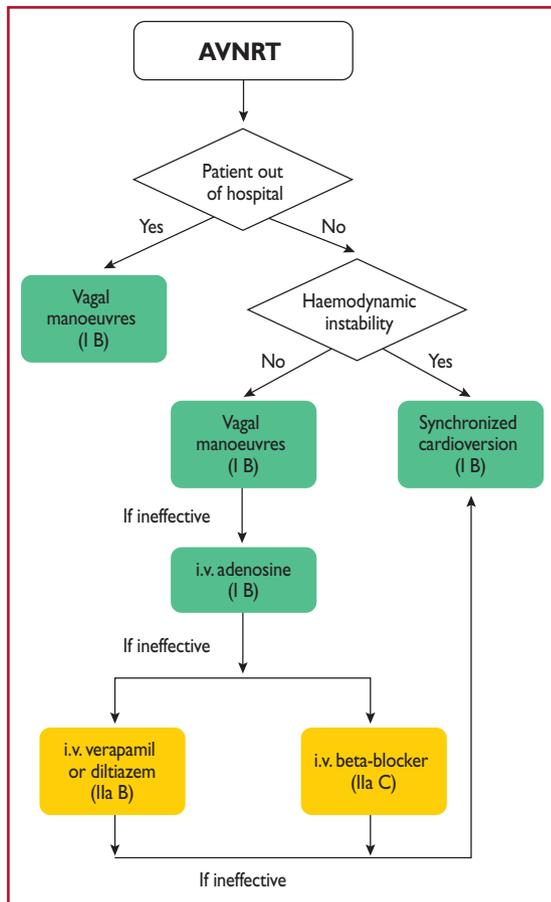 AVNRT
Patient out
of hospital
Yes
No
Vagal
manoeuvres
(I B)
Haemodynamic
instability
No
Yes
Vagal
manoeuvres
(I B)
Synchronized
cardioversion
(I B)
If ineffective
i.v. adenosine
(I B)
If ineffective
i.v. verapamil
or diltiazem
(IIa B)
i.v. beta-blocker
(IIa C)
If ineffective